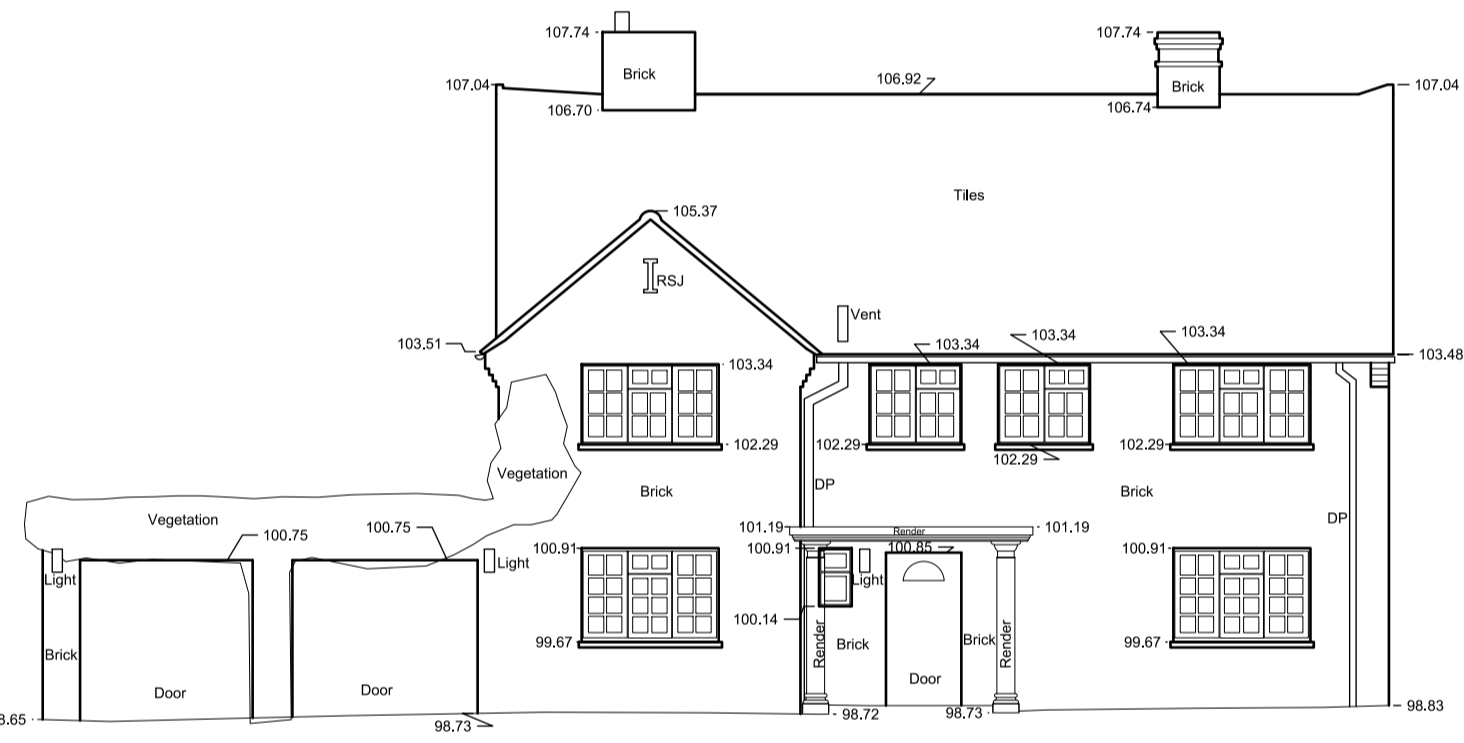 107.74
107.74
Brick
106.92
Brick
107.04
107.04
106.70
106.74
Tiles
105.37
RSJ
Vent
103.34
103.34
103.34
103.51
103.48
103.34
102.29
102.29
102.29
102.29
Vegetation
DP
Brick
Brick
Vegetation
DP
100.75
100.75
101.19
Render
101.19
100.91
100.91
100.85
100.91
Light
Light
Light
100.14
99.67
Render
Brick
Brick
Render
99.67
Brick
Door
Door
Door
8.65
98.73
98.72
98.73
98.83